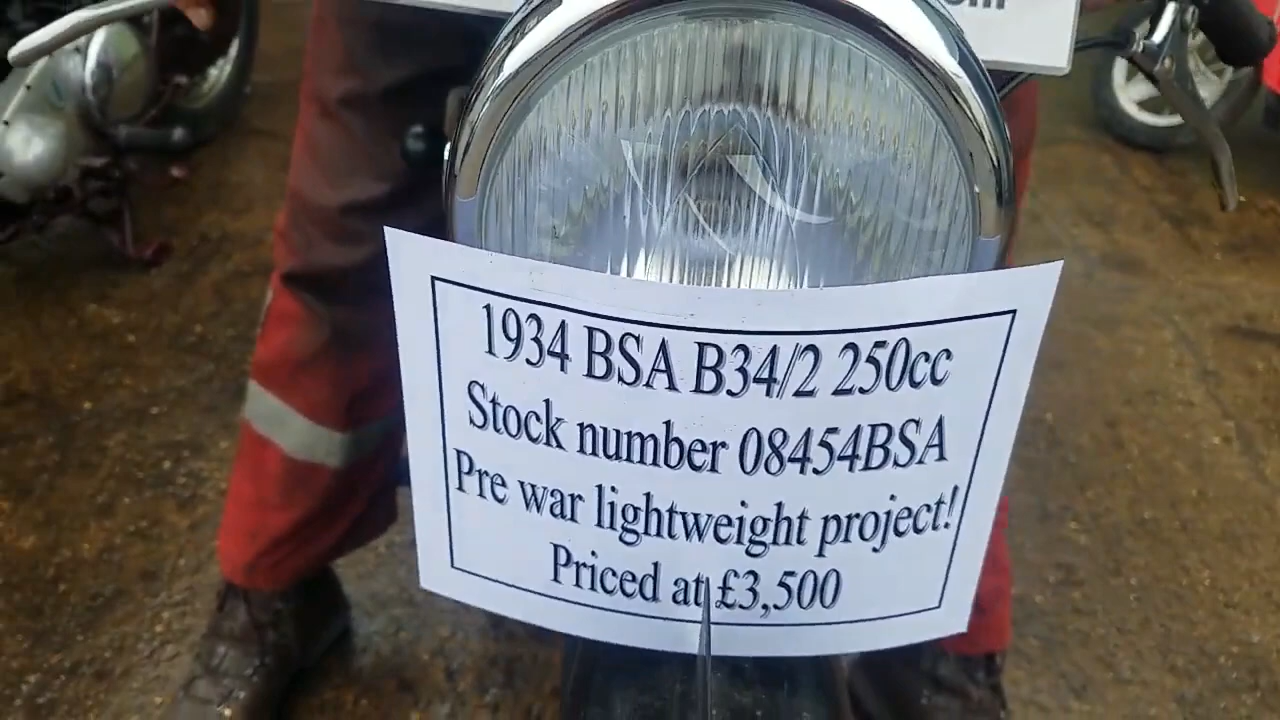 1934 BSA B34/2 250cc
Stock number 08454BSA
Pre war lightweight project!
Priced at £3,500